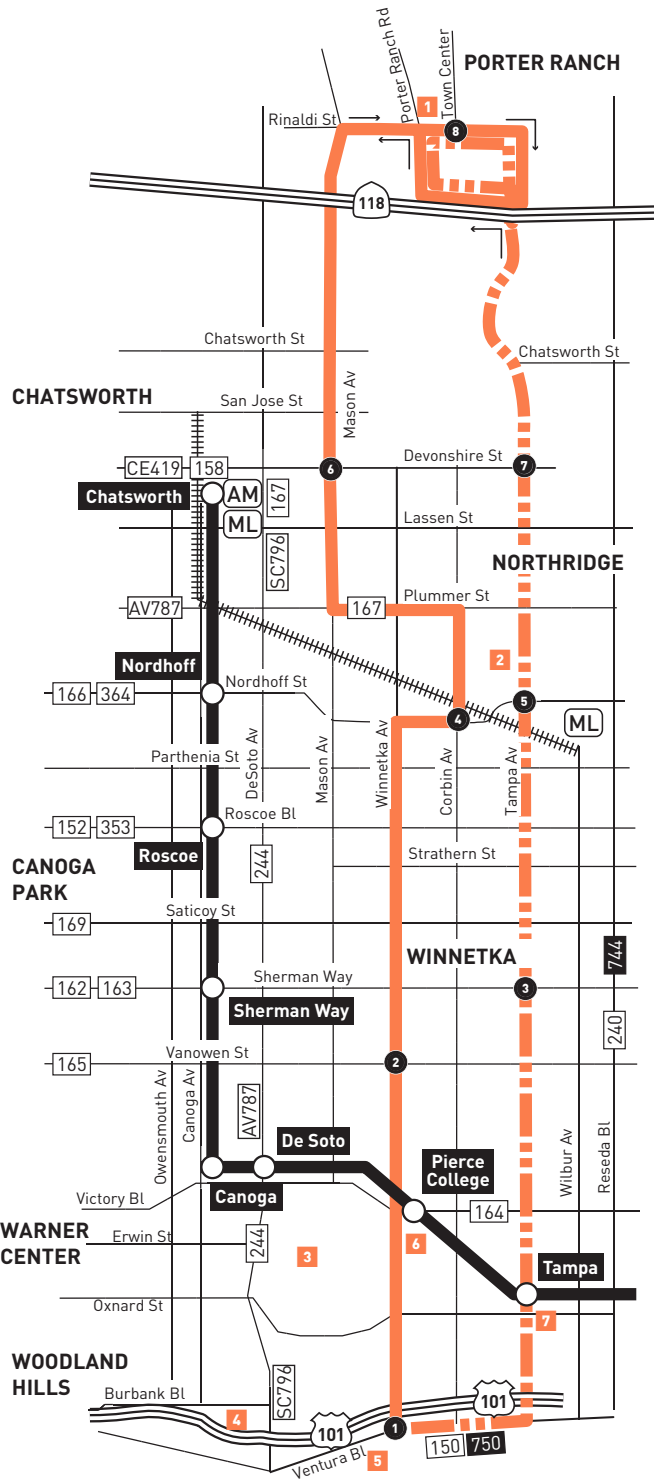 Porter Ranch Rd
Town Center
PORTER RANCH
1
Rinaldi St
8
118
Chatsworth St
Chatsworth St
CHATSWORTH
San Jose St
Mason Av
CE419
158
6
Devonshire St
7
Chatsworth
AM
167
ML
Lassen St
SC796
NORTHRIDGE
AV787
167
Plummer St
2
Nordhoff
166
364
Nordhoff St
5
4
ML
Parthenia St
DeSoto Av
Mason Av
Winnetka Av
Corbin Av
Tampa Av
152
353
Roscoe Bl
Roscoe
244
Strathern St
CANOGA
PARK
Saticoy St
169
WINNETKA
744
162
163
Sherman Way
3
Sherman Way
240
165
Vanowen St
2
Owensmouth Av
Canoga Av
AV787
De Soto
Pierce
College
Wilbur Av
Reseda Bl
Canoga
Victory Bl
164
WARNER
CENTER
Erwin St
244
3
6
Tampa
Oxnard St
7
WOODLAND
HILLS
Burbank Bl
SC796
101
4
101
1
Ventura Bl
150
750
5